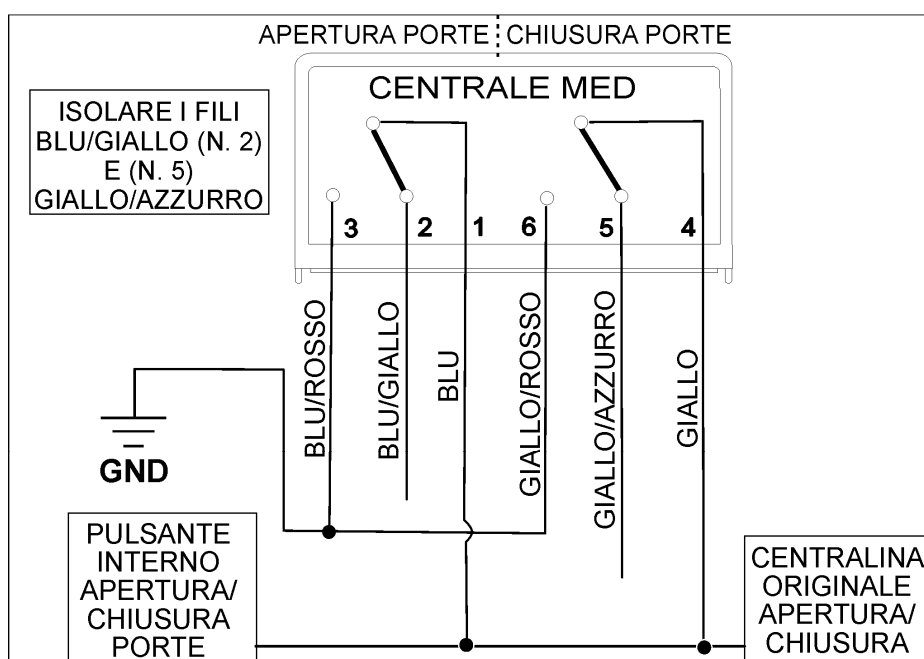 APERTURA PORTE CHIUSURA PORTE
CENTRALE MED
ISOLARE I FILI
BLU/GIALLO (N. 2)
E (N. 5)
GIALLO/AZZURRO
3 2 1 6 5 4
BLU/ROSSO
BLU/GIALLO
BLU
GIALLO/ROSSO
GIALLO/AZZURRO
GIALLO
GND
PULSANTE
INTERNO
APERTURA/
CHIUSURA
PORTE
CENTRALINA
ORIGINALE
APERTURA/
CHIUSURA